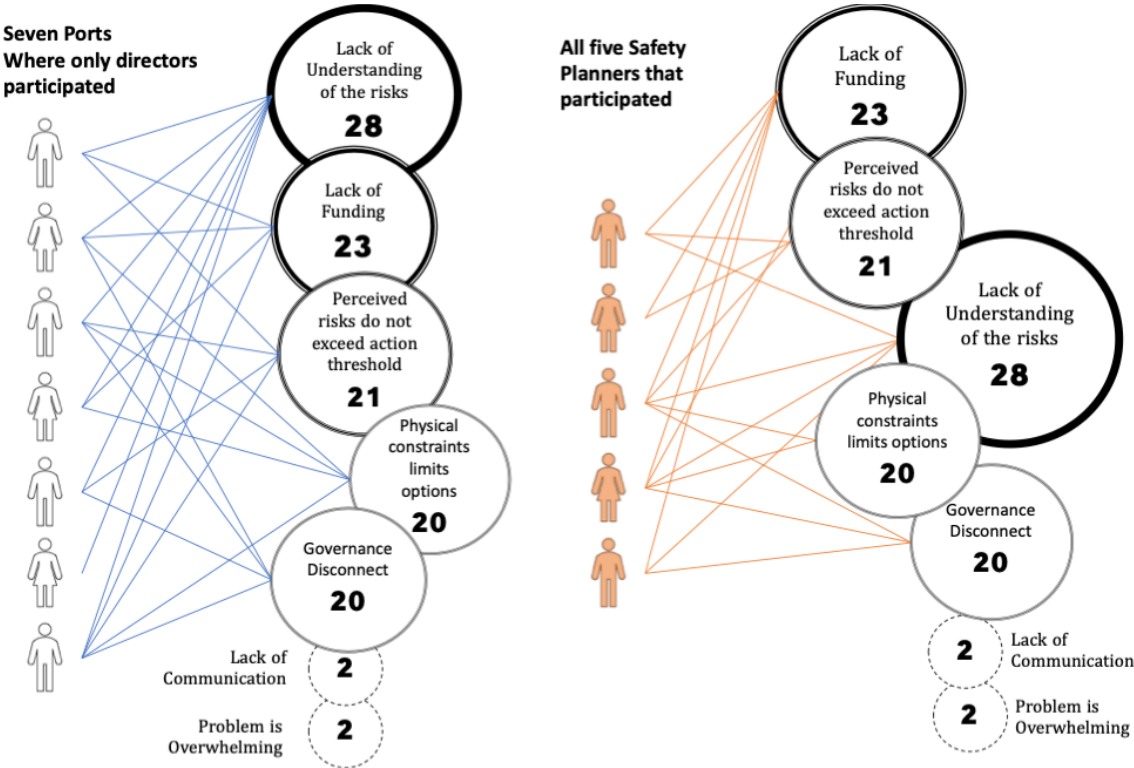 Seven Ports
Where only directors
participated
Lack of
Understanding
of the risks
28
Lack of
Funding
23
Perceived
risks do not
exceed action
threshold
21
Physical
constraints
limits
options
20
Governance
Disconnect
20
Lack of
Communication
2
Problem is
Overwhelming
2
All five Safety
Planners that
participated
Lack of
Funding
23
Perceived
risks do not
exceed action
threshold
21
Lack of
Understanding
of the risks
28
Physical
constraints
limits options
20
Governance
Disconnect
20
2
Lack of
Communication
2
Problem is
Overwhelming